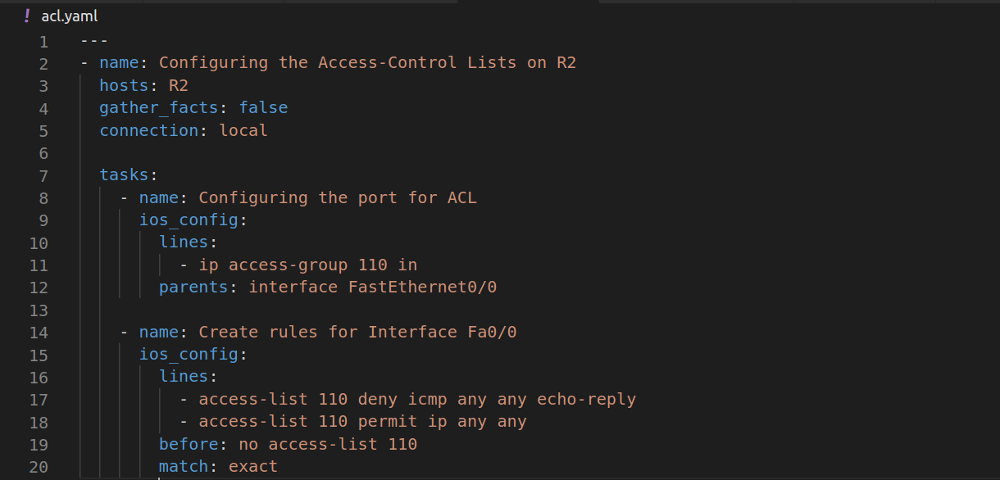 ! acl.yaml
1 ---
2 - name: Configuring the Access-Control Lists on R2
3   hosts: R2
4   gather_facts: false
5   connection: local
6
7   tasks:
8     - name: Configuring the port for ACL
9       ios_config:
10         lines:
11           - ip access-group 110 in
12         parents: interface FastEthernet0/0
13
14     - name: Create rules for Interface Fa0/0
15       ios_config:
16         lines:
17           - access-list 110 deny icmp any any echo-reply
18           - access-list 110 permit ip any any
19         before: no access-list 110
20         match: exact